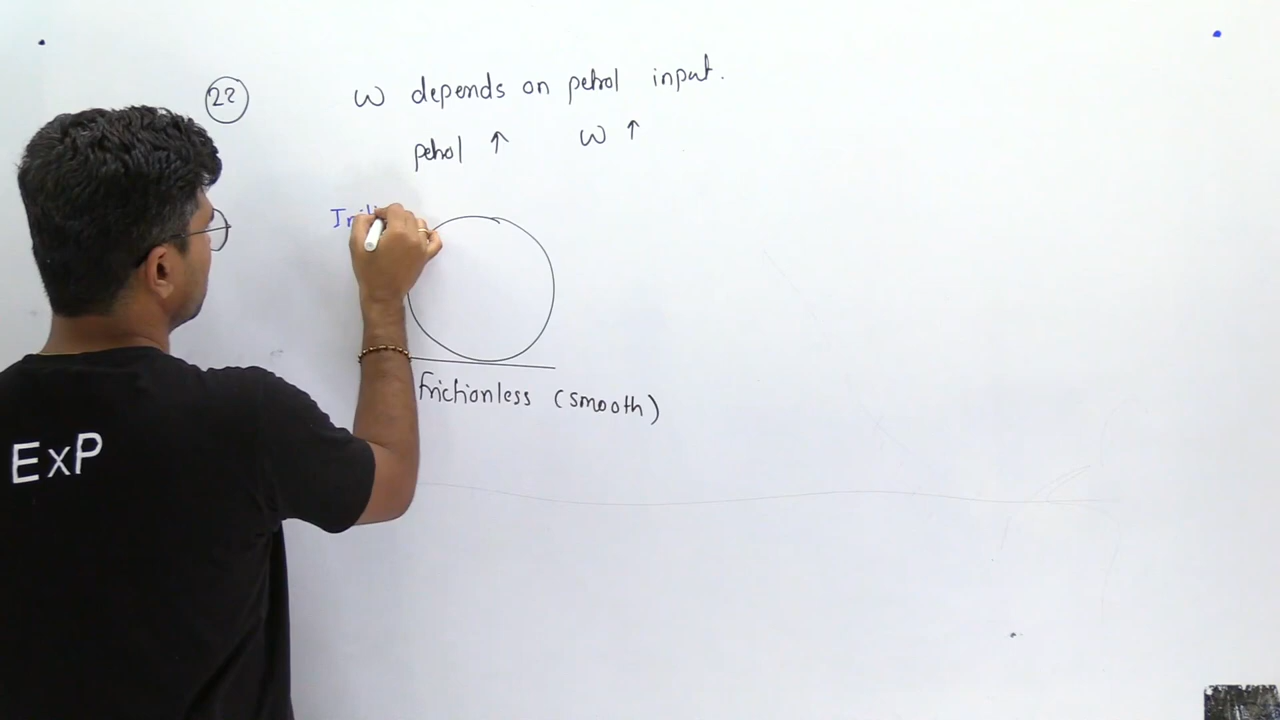 22
ω depends on petrol input.
petrol ↑ ω ↑
frictionless (smooth)
ExP